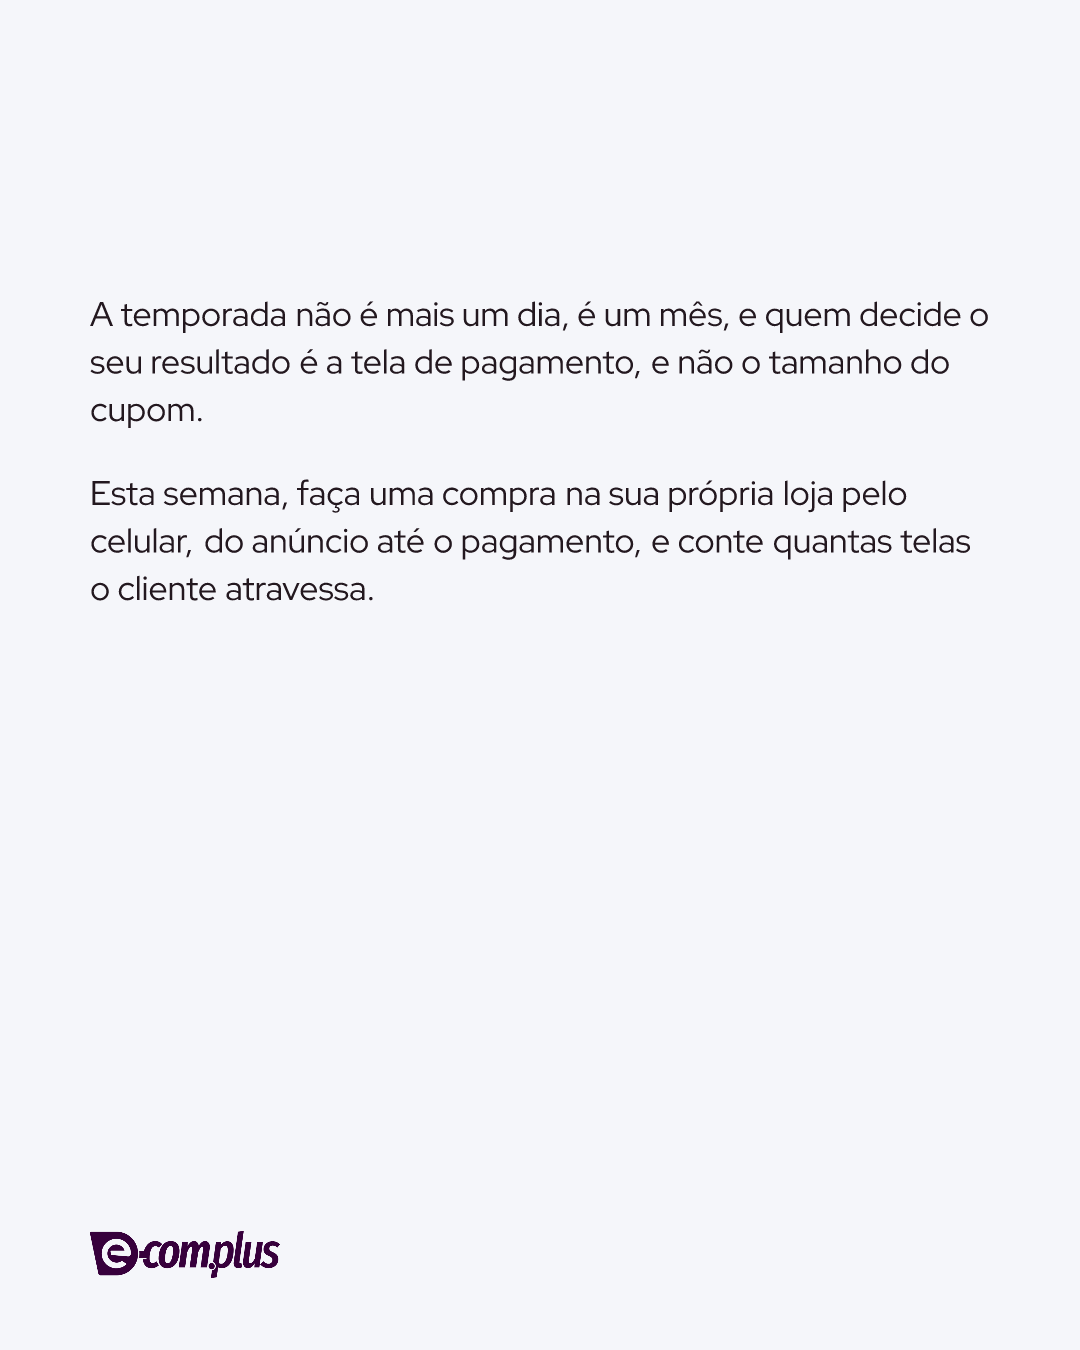 A temporada não é mais um dia, é um mês, e quem decide o
seu resultado é a tela de pagamento, e não o tamanho do
cupom.
Esta semana, faça uma compra na sua própria loja pelo
celular, do anúncio até o pagamento, e conte quantas telas
o cliente atravessa.
e-com.plus